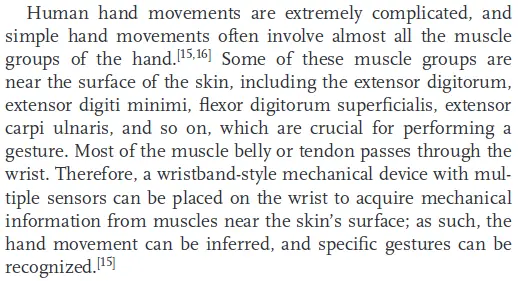 Human hand movements are extremely complicated, and
simple hand movements often involve almost all the muscle
groups of the hand.[15,16] Some of these muscle groups are
near the surface of the skin, including the extensor digitorum,
extensor digiti minimi, flexor digitorum superficialis, extensor
carpi ulnaris, and so on, which are crucial for performing a
gesture. Most of the muscle belly or tendon passes through the
wrist. Therefore, a wristband-style mechanical device with mul-
tiple sensors can be placed on the wrist to acquire mechanical
information from muscles near the skin’s surface; as such, the
hand movement can be inferred, and specific gestures can be
recognized.[15]